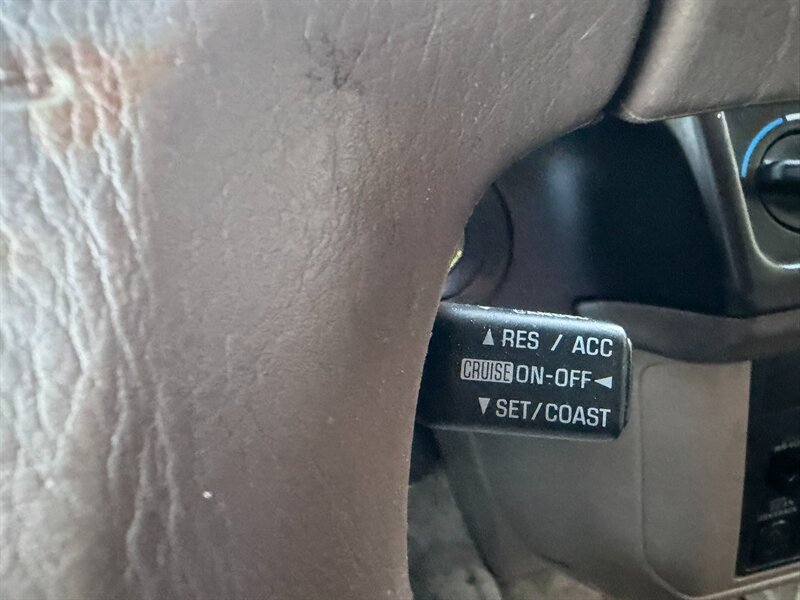 ▲ RES / ACC
CRUISE ON-OFF ◄
▼ SET/COAST